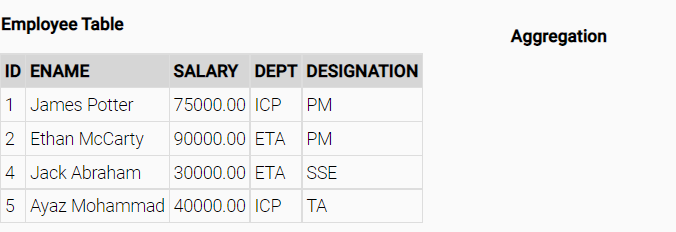 Employee Table
Aggregation
ID ENAME SALARY DEPT DESIGNATION
1 James Potter 75000.00 ICP PM
2 Ethan McCarty 90000.00 ETA PM
4 Jack Abraham 30000.00 ETA SSE
5 Ayaz Mohammad 40000.00 ICP TA